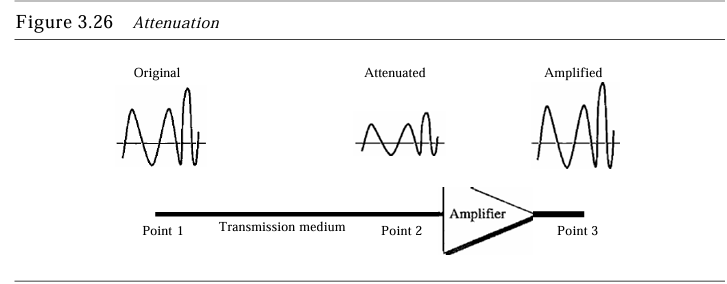 Figure 3.26 Attenuation
Original Attenuated Amplified
Amplifier
Transmission medium
Point 1 Point 2 Point 3